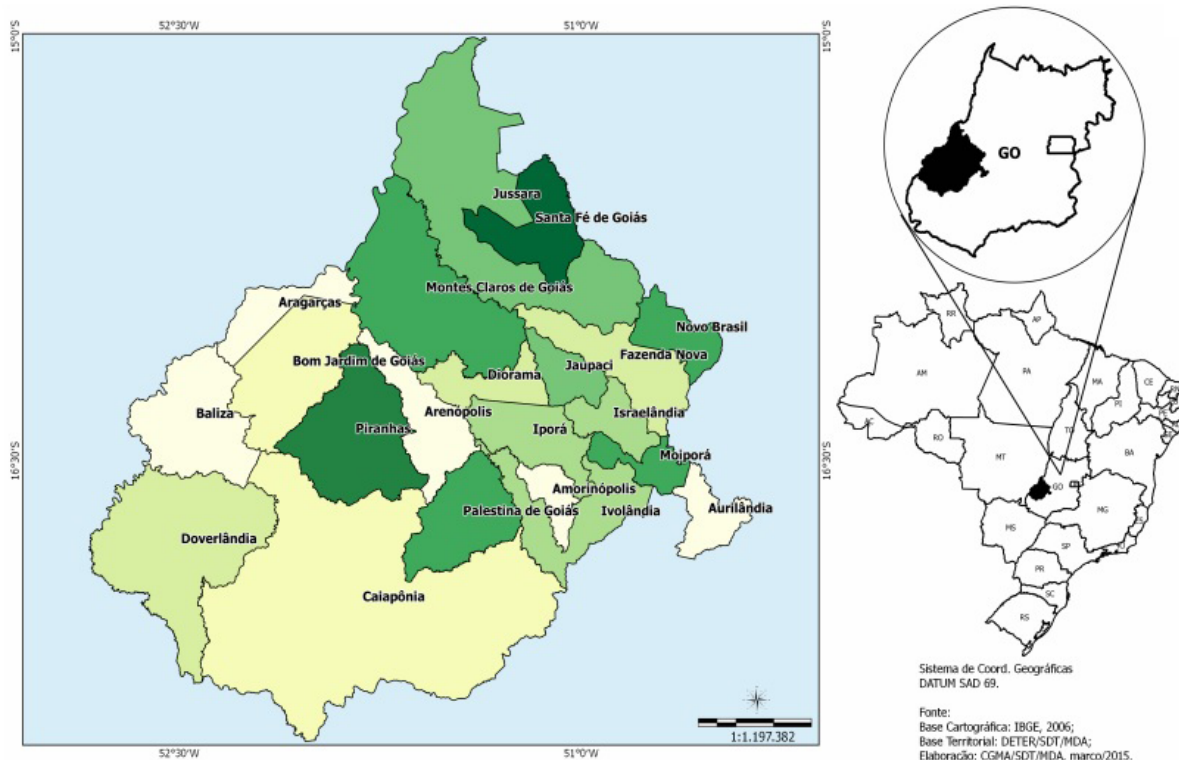 52°30'W
51°0'W
15°0'S
15°0'S
Jussara
Santa Fé de Goiás
Montes Claros de Goiás
Aragarças
Novo Brasil
Fazenda Nova
Bom Jardim de Goiás
Jaupaci
Diorama
Baliza
Arenópolis
Israelândia
Piranhas
Iporá
Moiporá
16°30'S
16°30'S
Amorinópolis
Aurilândia
Palestina de Goiás
Ivolândia
Doverlândia
Caiapônia
1:1.197.382
52°30'W
51°0'W
GO
RR
AP
AM
PA
MA
CE
PI
AC
TO
RO
BA
MT
GO
MG
ES
MS
SP
PR
SC
RS
Sistema de Coord. Geográficas
DATUM SAD 69.
Fonte:
Base Cartográfica: IBGE, 2006;
Base Territorial: DETER/SDT/MDA;
Elaboração: CGMA/SDT/MDA, março/2015.